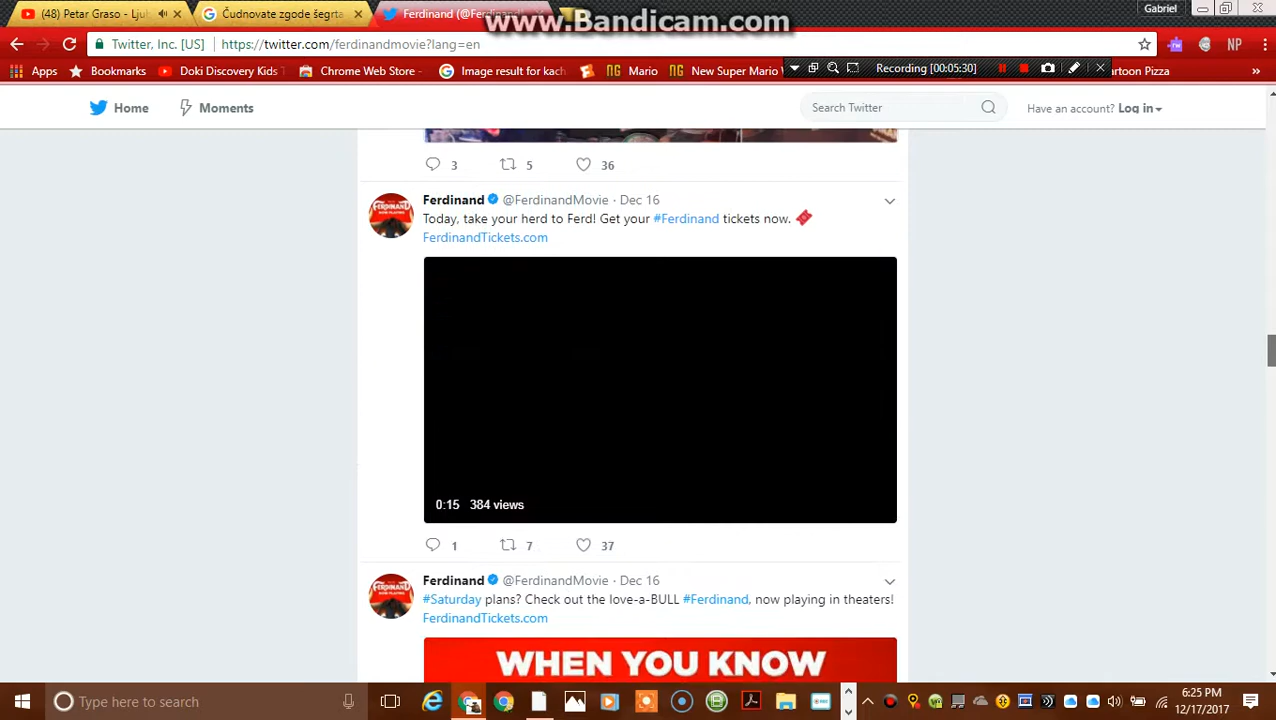 (48) Petar Graso - Ljub
Čudnovate zgode šegrta
Ferdinand (@Ferdinand
www.Bandicam.com
Gabriel
Twitter, Inc. [US]
https://twitter.com/ferdinandmovie?lang=en
NP
Apps
Bookmarks
Doki Discovery Kids
Chrome Web Store -
Image result for kach
NG Mario
NG New Super Mario
Recording [00:05:30]
artoon Pizza
»
Home
Moments
Search Twitter
Have an account? Log in
3 5 36
Ferdinand @FerdinandMovie · Dec 16
Today, take your herd to Ferd! Get your #Ferdinand tickets now.
FerdinandTickets.com
0:15 384 views
1 7 37
Ferdinand @FerdinandMovie · Dec 16
#Saturday plans? Check out the love-a-BULL #Ferdinand, now playing in theaters!
FerdinandTickets.com
WHEN YOU KNOW
Type here to search
6:25 PM
12/17/2017